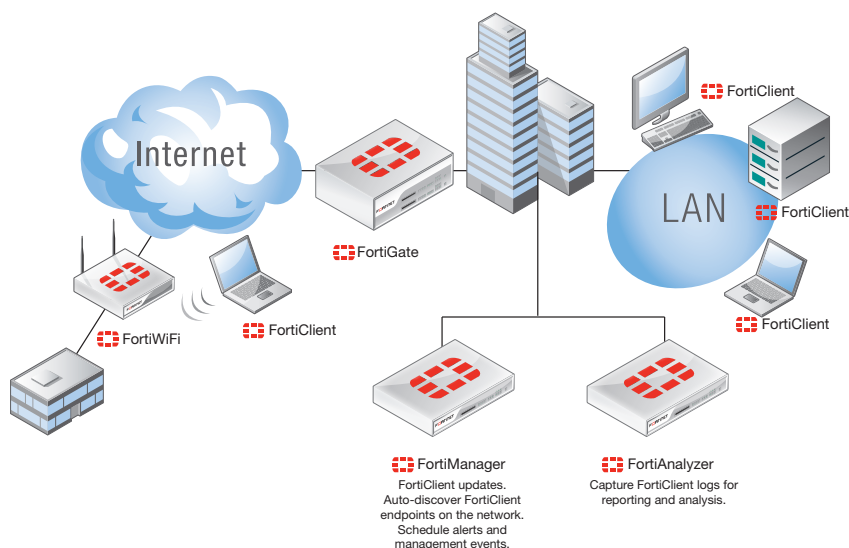 FortiClient
Internet
LAN
FortiClient
FortiGate
FortiClient
FortiWiFi
FortiClient
FortiManager
FortiClient updates.
Auto-discover FortiClient
endpoints on the network.
Schedule alerts and
management events.
FortiAnalyzer
Capture FortiClient logs for
reporting and analysis.